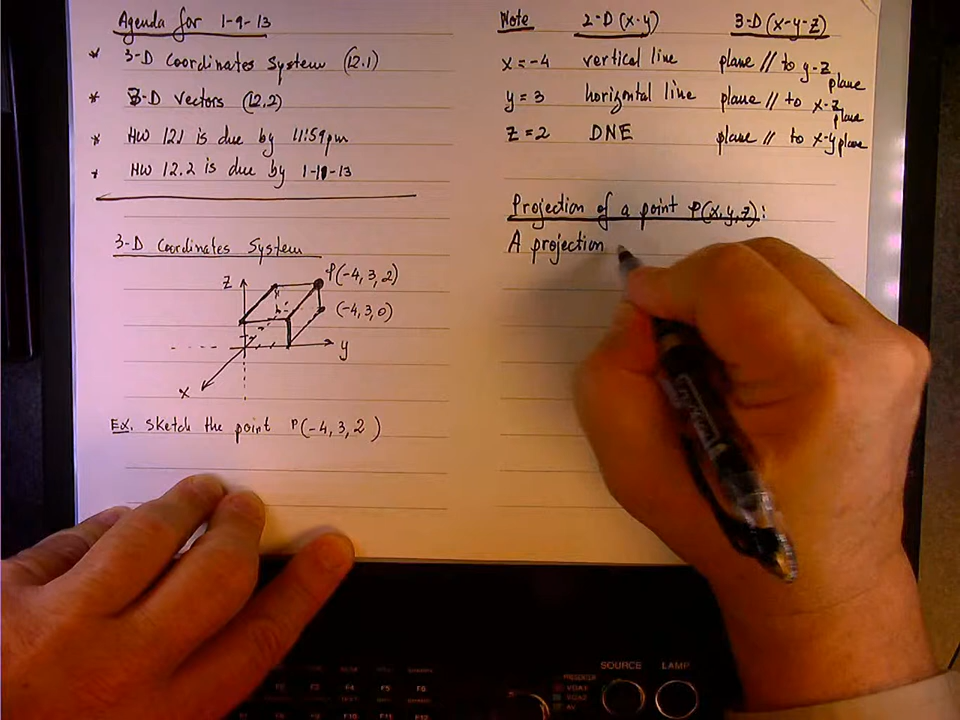 Agenda for 1-9-13
* 3-D Coordinates System (12.1)
* 3-D Vectors (12.2)
* HW 12.1 is due by 11:59pm
* HW 12.2 is due by 1-10-13
3-D Coordinates System
z
P(-4, 3, 2)
(-4, 3, 0)
y
x
Ex. Sketch the point P(-4, 3, 2)
Note 2-D (x-y) 3-D (x-y-z)
x = -4 vertical line plane // to y-z plane
y = 3 horizontal line plane // to x-z plane
z = 2 DNE plane // to x-y plane
Projection of a point P(x,y,z):
A projection
SOURCE LAMP